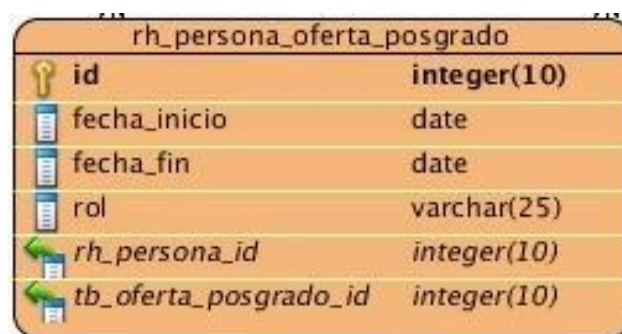 rh_persona_oferta_posgrado
id integer(10)
fecha_inicio date
fecha_fin date
rol varchar(25)
rh_persona_id integer(10)
tb_oferta_posgrado_id integer(10)